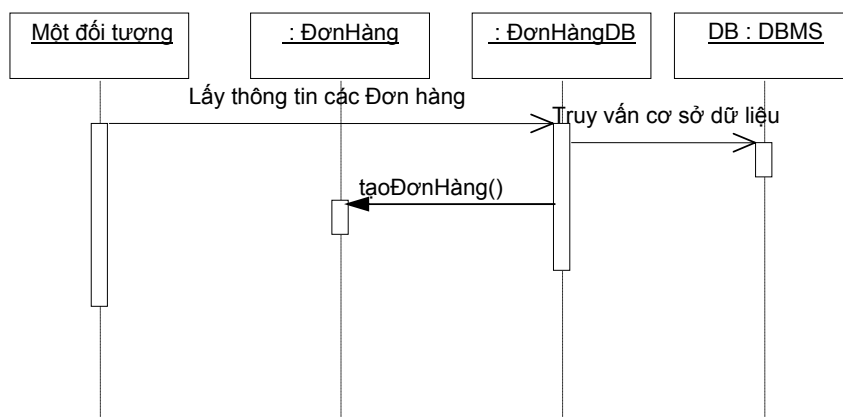 Một đối tượng
: ĐơnHàng
: ĐơnHàngDB
DB : DBMS
Lấy thông tin các Đơn hàng
Truy vấn cơ sở dữ liệu
tạoĐơnHàng()